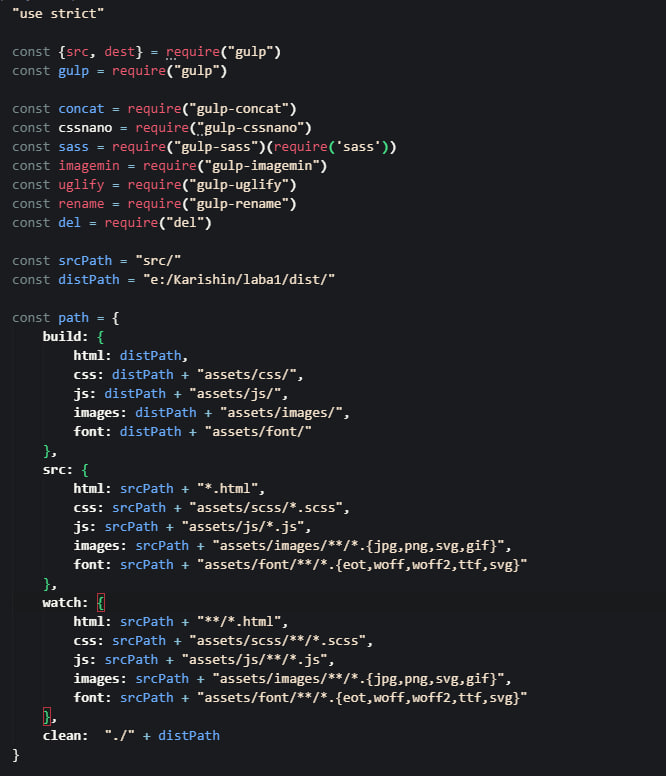 "use strict"

const {src, dest} = require("gulp")
const gulp = require("gulp")

const concat = require("gulp-concat")
const cssnano = require("gulp-cssnano")
const sass = require("gulp-sass")(require('sass'))
const imagemin = require("gulp-imagemin")
const uglify = require("gulp-uglify")
const rename = require("gulp-rename")
const del = require("del")

const srcPath = "src/"
const distPath = "e:/Karishin/laba1/dist/"

const path = {
    build: {
        html: distPath,
        css: distPath + "assets/css/",
        js: distPath + "assets/js/",
        images: distPath + "assets/images/",
        font: distPath + "assets/font/"
    },
    src: {
        html: srcPath + "*.html",
        css: srcPath + "assets/scss/*.scss",
        js: srcPath + "assets/js/*.js",
        images: srcPath + "assets/images/**/*.{jpg,png,svg,gif}",
        font: srcPath + "assets/font/**/*.{eot,woff,woff2,ttf,svg}"
    },
    watch: {
        html: srcPath + "**/*.html",
        css: srcPath + "assets/scss/**/*.scss",
        js: srcPath + "assets/js/**/*.js",
        images: srcPath + "assets/images/**/*.{jpg,png,svg,gif}",
        font: srcPath + "assets/font/**/*.{eot,woff,woff2,ttf,svg}"
    },
    clean:  "./" + distPath
}